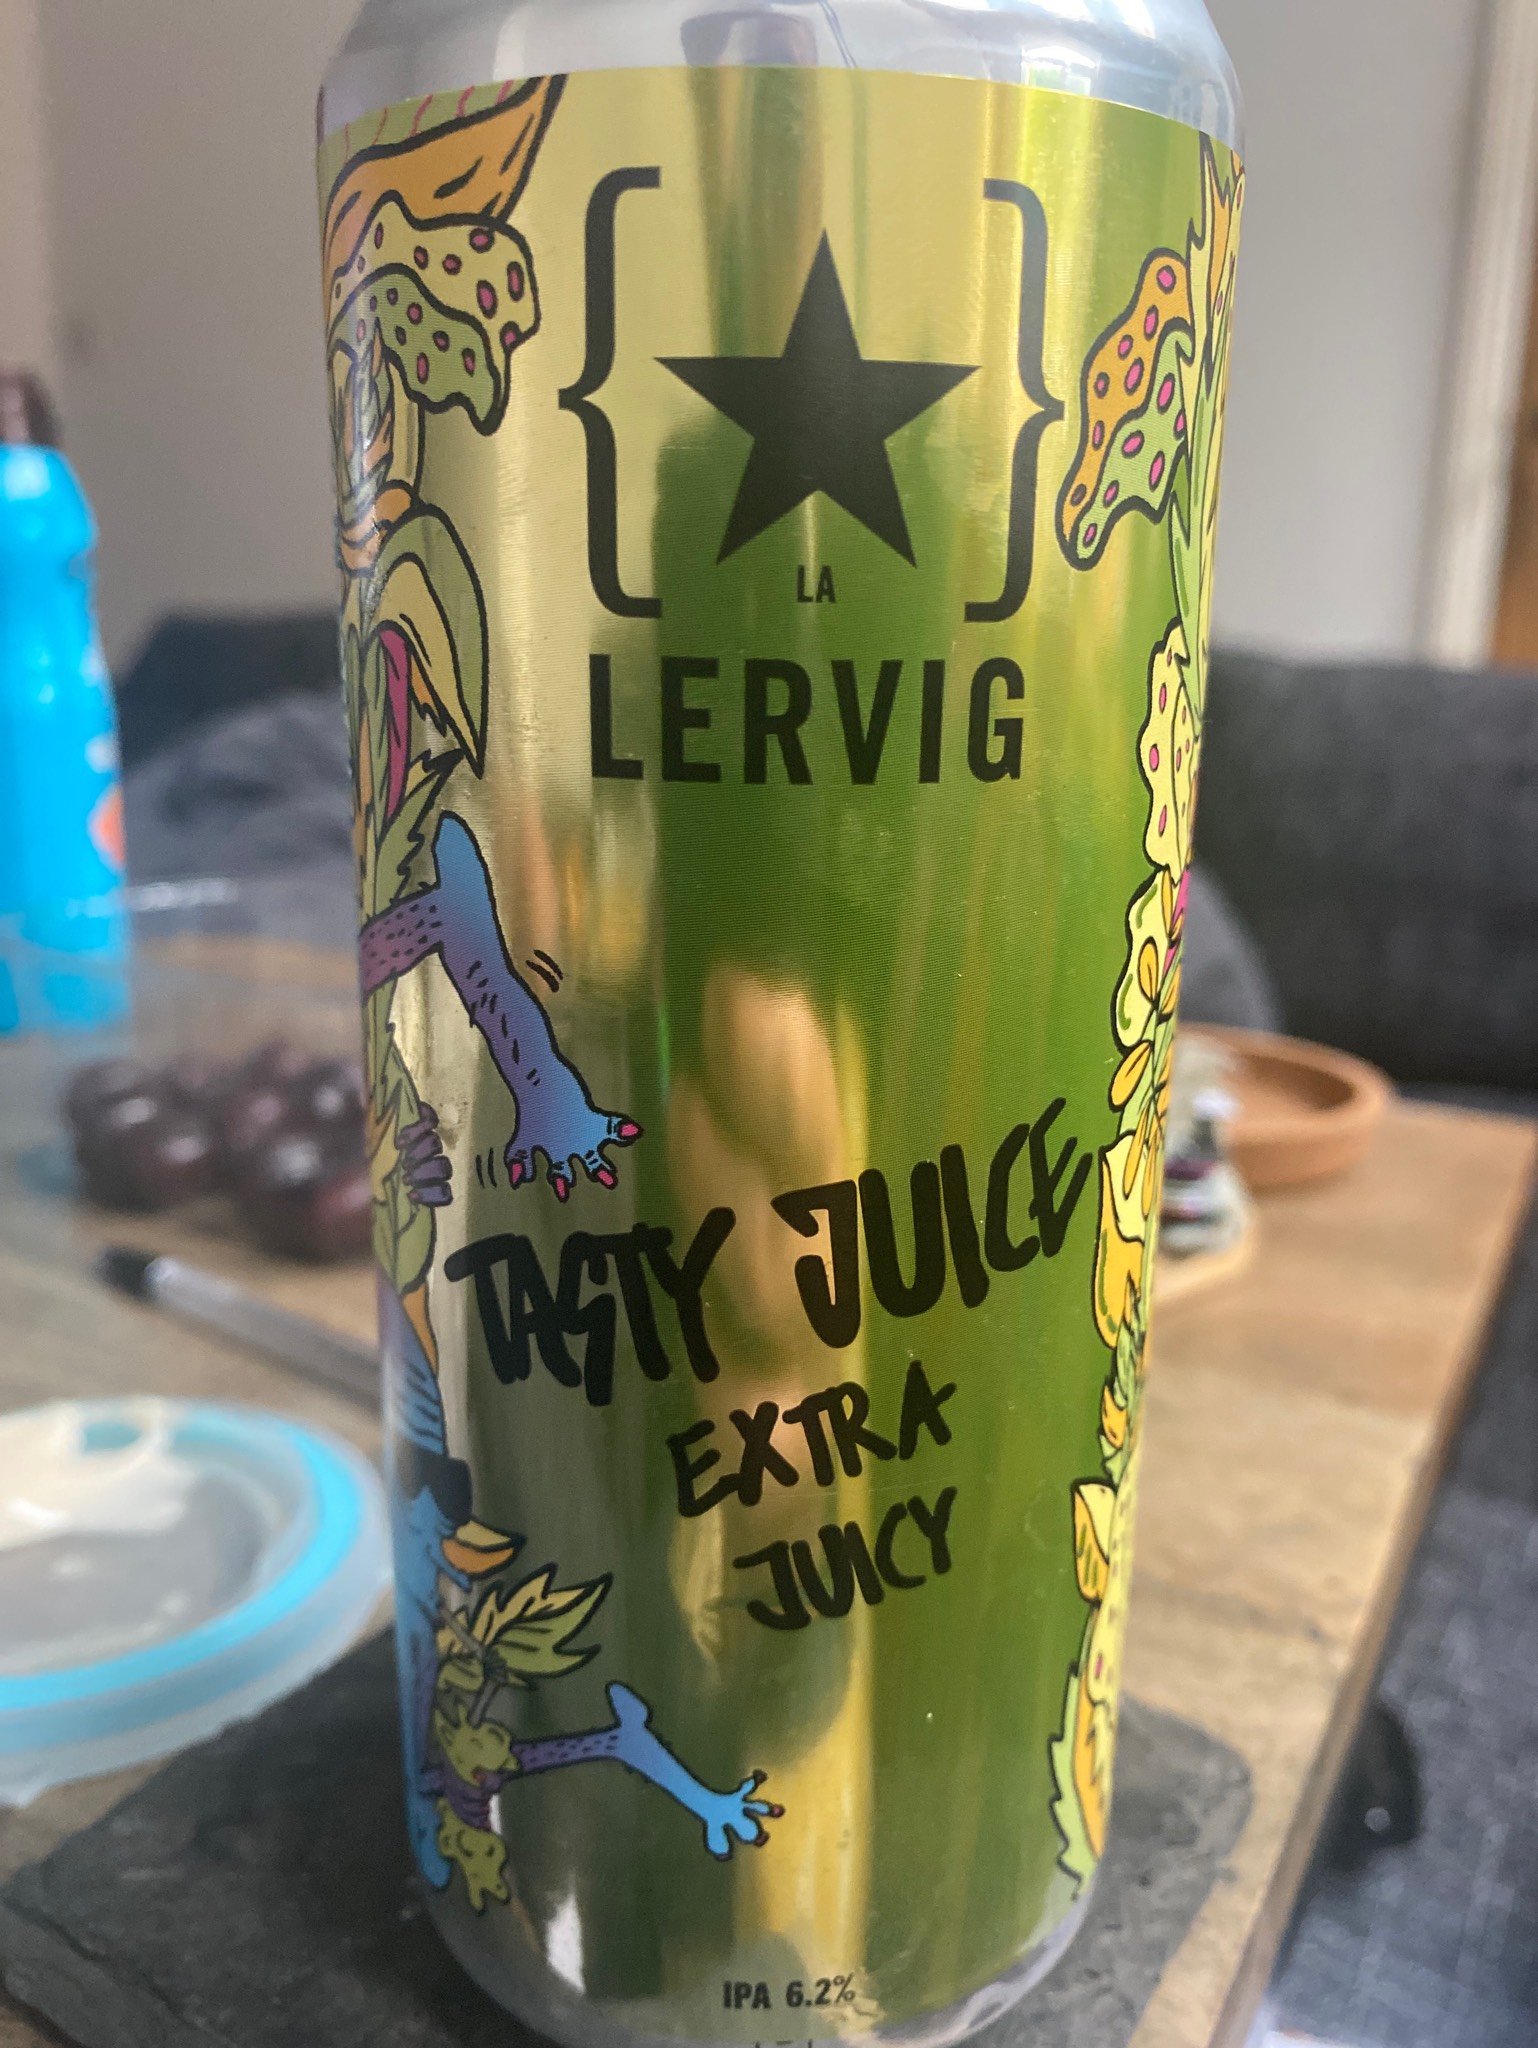 LA
LERVIG
TASTY JUICE
EXTRA
JUICY
IPA 6.2%